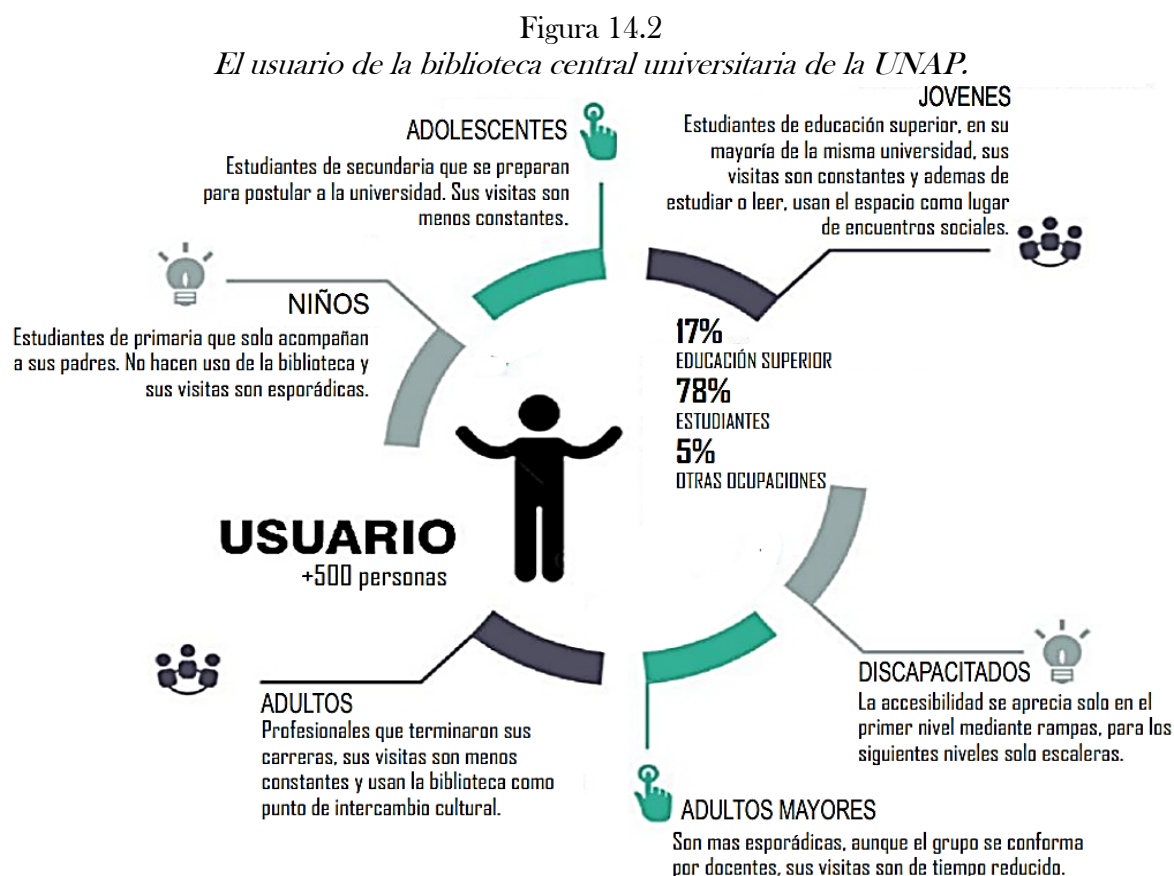 Figura 14.2
El usuario de la biblioteca central universitaria de la UNAP.
ADOLESCENTES
Estudiantes de secundaria que se preparan
para postular a la universidad. Sus visitas son
menos constantes.
JOVENES
Estudiantes de educación superior, en su
mayoría de la misma universidad, sus
visitas son constantes y ademas de
estudiar o leer, usan el espacio como lugar
de encuentros sociales.
NIÑOS
Estudiantes de primaria que solo acompañan
a sus padres. No hacen uso de la biblioteca y
sus visitas son esporádicas.
17%
EDUCACIÓN SUPERIOR
78%
ESTUDIANTES
5%
OTRAS OCUPACIONES
USUARIO
+500 personas
ADULTOS
Profesionales que terminaron sus
carreras, sus visitas son menos
constantes y usan la biblioteca como
punto de intercambio cultural.
DISCAPACITADOS
La accesibilidad se aprecia solo en el
primer nivel mediante rampas, para los
siguientes niveles solo escaleras.
ADULTOS MAYORES
Son mas esporádicas, aunque el grupo se conforma
por docentes, sus visitas son de tiempo reducido.